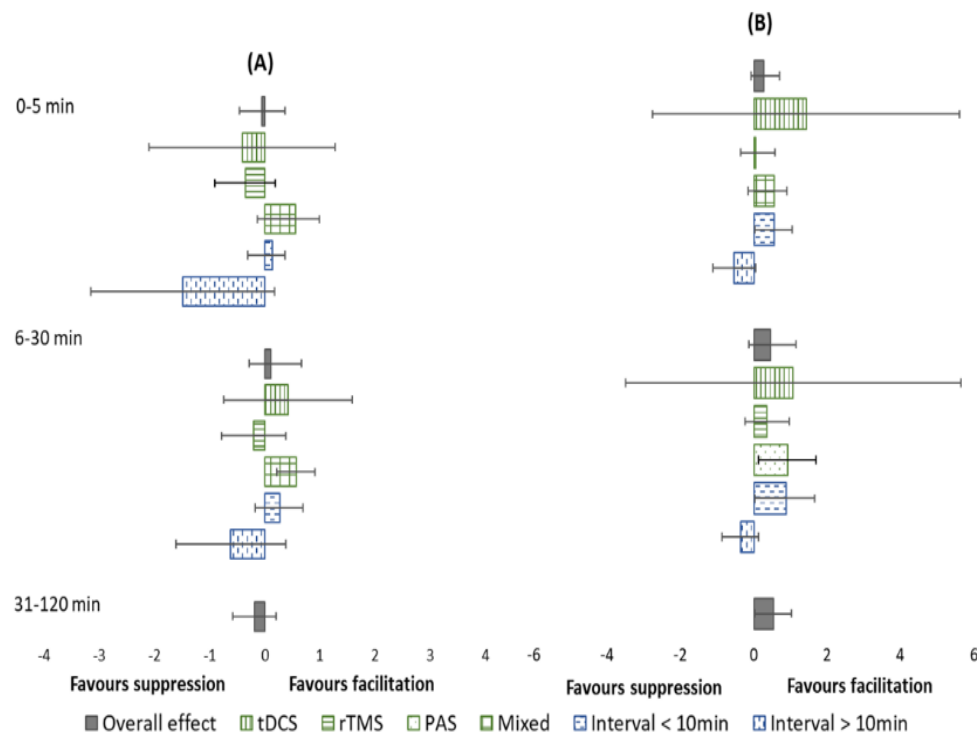 (A)
(B)
0-5 min
6-30 min
31-120 min
-4 -2 -1 0 1 2 3 4 -6 -4 -2 0 2 4 6
Favours suppression Favours facilitation Favours suppression Favours facilitation
Overall effect tDCS rTMS PAS Mixed Interval < 10min Interval > 10min